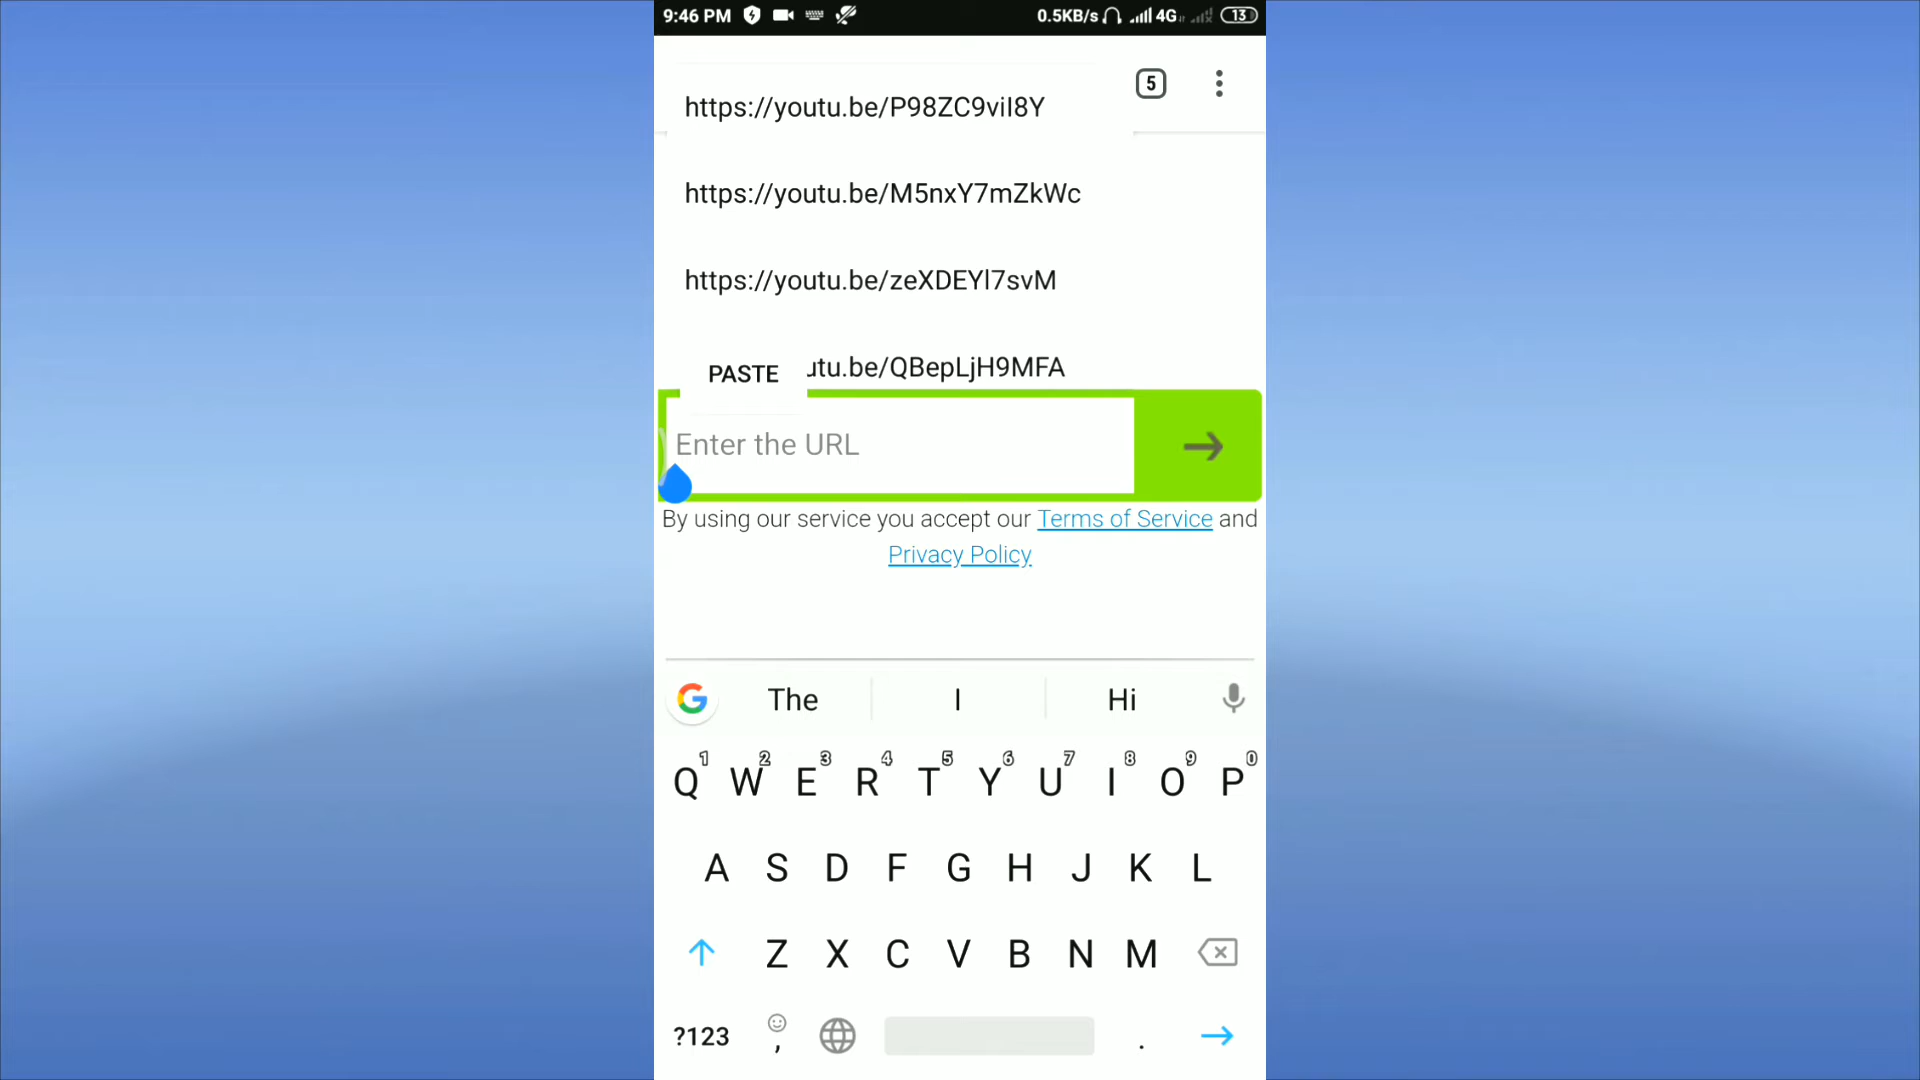 9:46 PM 0.5KB/s 4G 13
5
https://youtu.be/P98ZC9viI8Y
https://youtu.be/M5nxY7mZkWc
https://youtu.be/zeXDEYl7svM
utu.be/QBepLjH9MFA
PASTE
Enter the URL
By using our service you accept our Terms of Service and
Privacy Policy
The I Hi
1 2 3 4 5 6 7 8 9 0
Q W E R T Y U I O P
A S D F G H J K L
Z X C V B N M
?123 , .